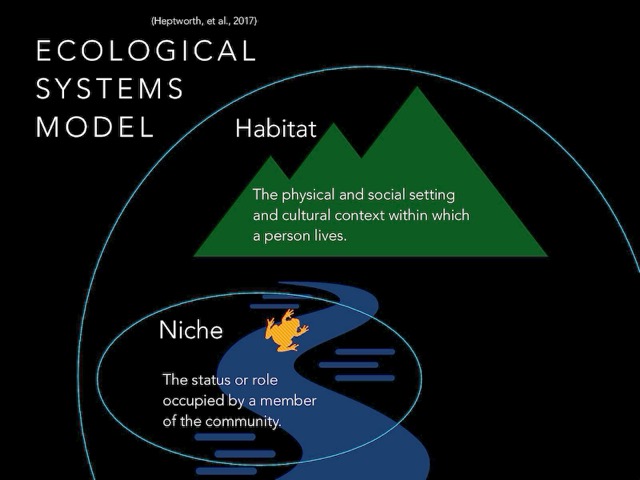 (Heptworth, et al., 2017)
ECOLOGICAL
SYSTEMS
MODEL
Habitat
The physical and social setting
and cultural context within which
a person lives.
Niche
The status or role
occupied by a member
of the community.